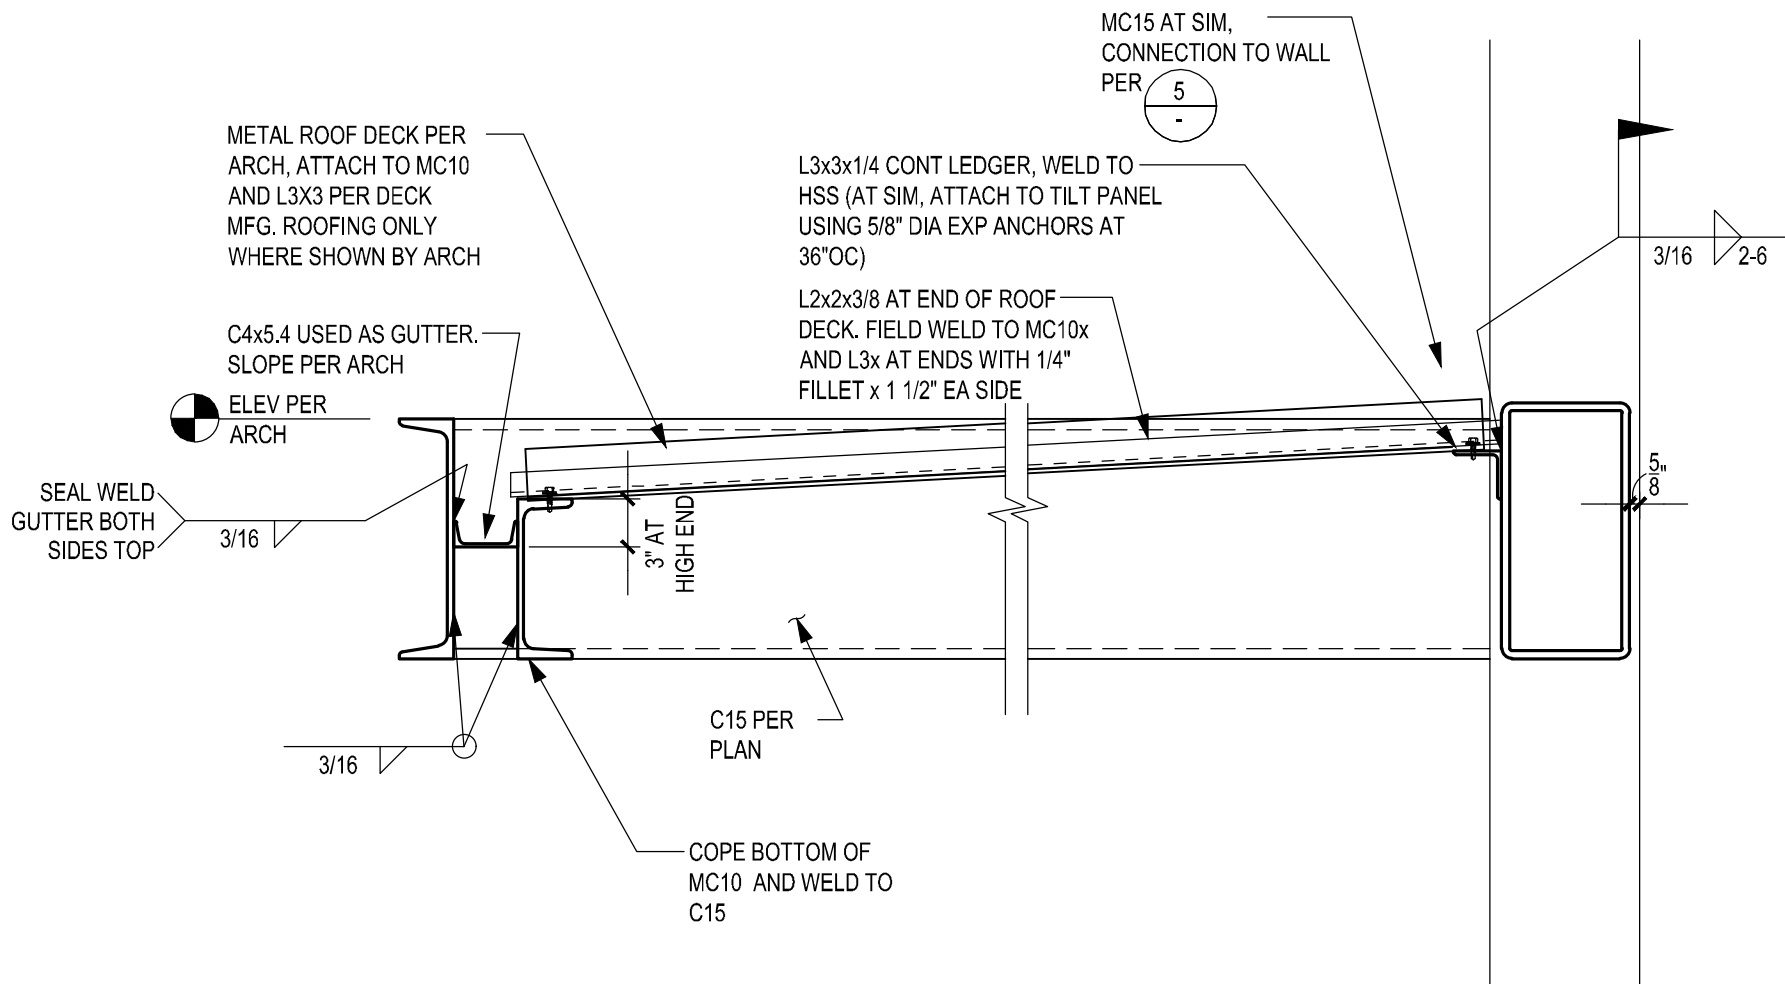 MC15 AT SIM,
CONNECTION TO WALL
PER
5
-
METAL ROOF DECK PER
ARCH, ATTACH TO MC10
AND L3X3 PER DECK
MFG. ROOFING ONLY
WHERE SHOWN BY ARCH
L3x3x1/4 CONT LEDGER, WELD TO
HSS (AT SIM, ATTACH TO TILT PANEL
USING 5/8" DIA EXP ANCHORS AT
36"OC)
3/16
2-6
L2x2x3/8 AT END OF ROOF
DECK. FIELD WELD TO MC10x
AND L3x AT ENDS WITH 1/4"
FILLET x 1 1/2" EA SIDE
C4x5.4 USED AS GUTTER.
SLOPE PER ARCH
ELEV PER
ARCH
SEAL WELD
GUTTER BOTH
SIDES TOP
3/16
3" AT
HIGH END
5"
8
C15 PER
PLAN
3/16
COPE BOTTOM OF
MC10  AND WELD TO
C15